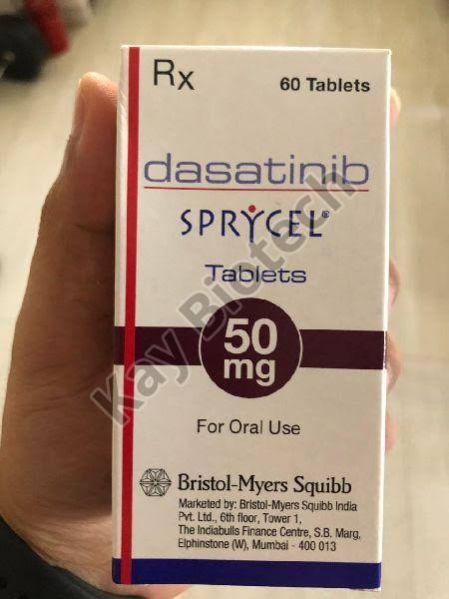 Rx
60 Tablets
dasatinib
SPRYCEL®
Tablets
50
mg
For Oral Use
Bristol-Myers Squibb
Marketed by: Bristol-Myers Squibb India
Pvt. Ltd., 6th floor, Tower 1,
The Indiabulls Finance Centre, S.B. Marg,
Elphinstone (W), Mumbai - 400 013
Kay Biotech